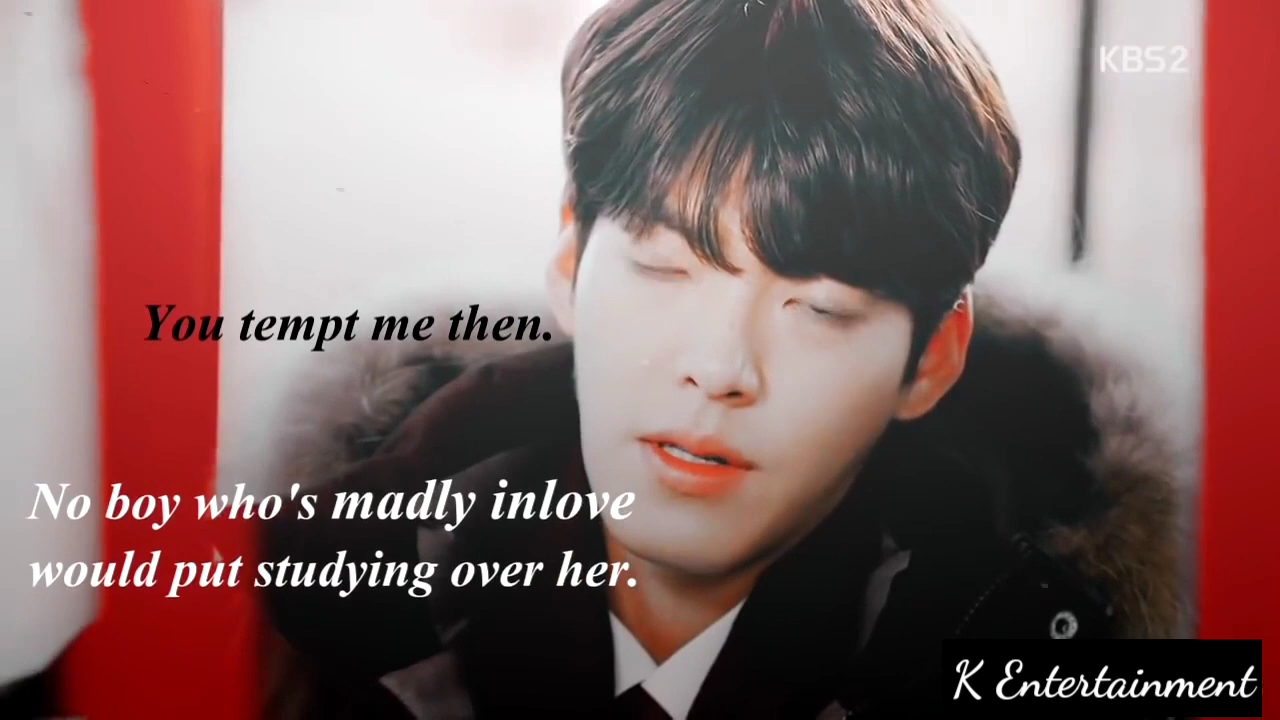 KBS2
You tempt me then.
No boy who's madly inlove
would put studying over her.
K Entertainment